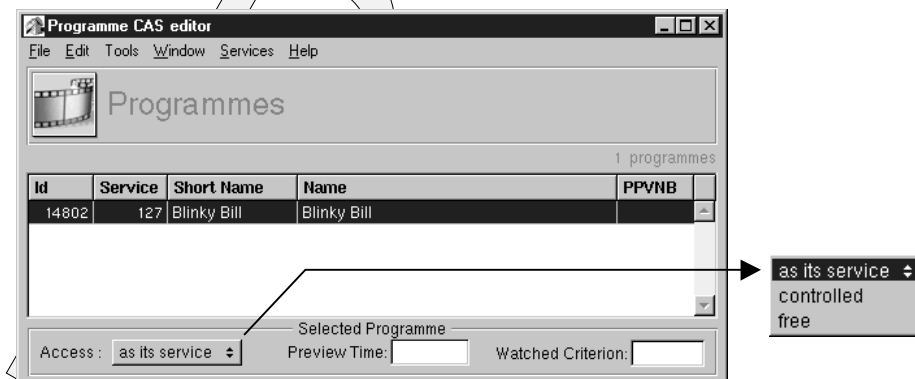 Programme CAS editor
File Edit Tools Window Services Help
Programmes
1 programmes
Id Service Short Name Name PPVNB
14802 127 Blinky Bill Blinky Bill
Selected Programme
Access : as its service Preview Time: Watched Criterion:
as its service
controlled
free